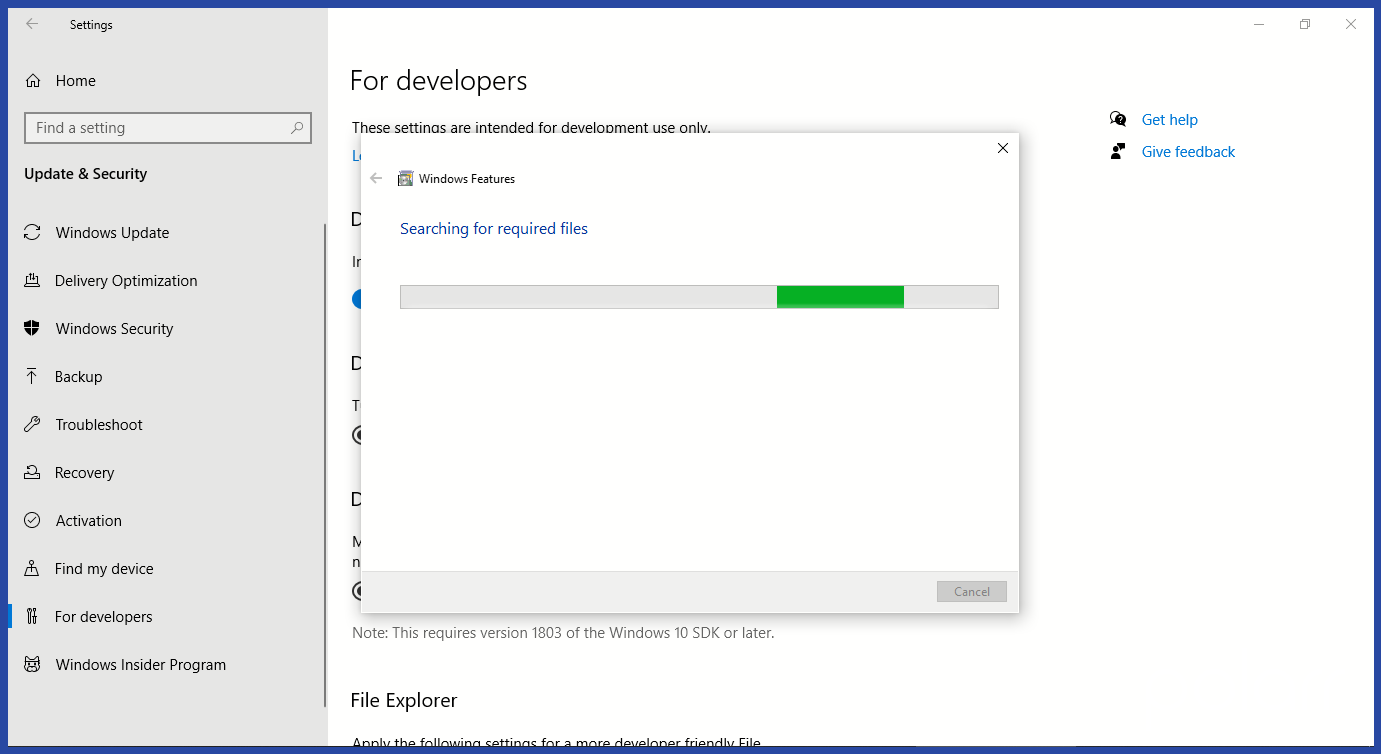 Settings
Home
Find a setting
Update & Security
Windows Update
Delivery Optimization
Windows Security
Backup
Troubleshoot
Recovery
Activation
Find my device
For developers
Windows Insider Program
For developers
These settings are intended for development use only.
Windows Features
Searching for required files
Cancel
Note: This requires version 1803 of the Windows 10 SDK or later.
File Explorer
Apply the following settings for a more developer friendly File
Get help
Give feedback